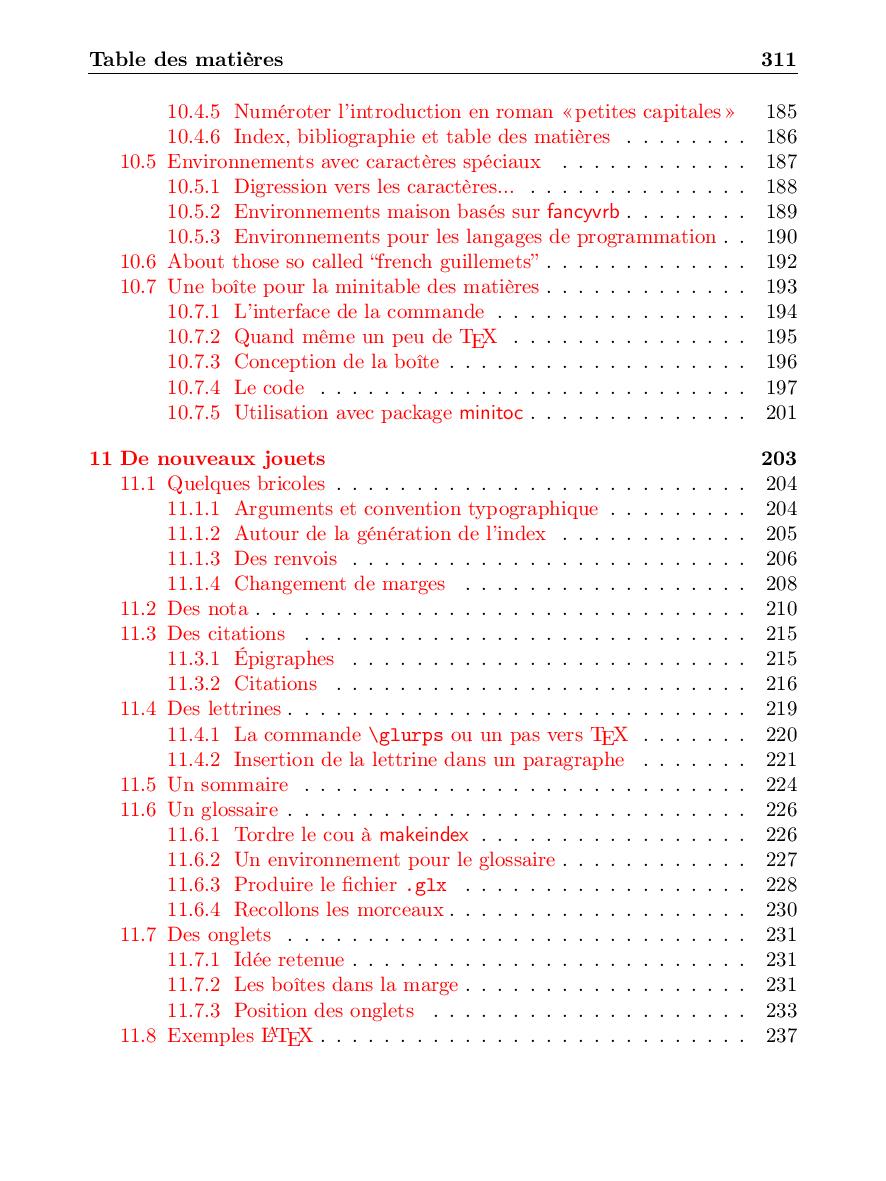 Table des matières 311
10.4.5 Numéroter l’introduction en roman « petites capitales » 185
10.4.6 Index, bibliographie et table des matières . . . . . . . . 186
10.5 Environnements avec caractères spéciaux . . . . . . . . . . . . 187
10.5.1 Digression vers les caractères... . . . . . . . . . . . . . . 188
10.5.2 Environnements maison basés sur fancyvrb . . . . . . . . 189
10.5.3 Environnements pour les langages de programmation . . 190
10.6 About those so called “french guillemets” . . . . . . . . . . . . . 192
10.7 Une boîte pour la minitable des matières . . . . . . . . . . . . . 193
10.7.1 L’interface de la commande . . . . . . . . . . . . . . . . 194
10.7.2 Quand même un peu de TEX . . . . . . . . . . . . . . . 195
10.7.3 Conception de la boîte . . . . . . . . . . . . . . . . . . . 196
10.7.4 Le code . . . . . . . . . . . . . . . . . . . . . . . . . . . 197
10.7.5 Utilisation avec package minitoc . . . . . . . . . . . . . . 201
11 De nouveaux jouets 203
11.1 Quelques bricoles . . . . . . . . . . . . . . . . . . . . . . . . . . 204
11.1.1 Arguments et convention typographique . . . . . . . . . 204
11.1.2 Autour de la génération de l’index . . . . . . . . . . . . 205
11.1.3 Des renvois . . . . . . . . . . . . . . . . . . . . . . . . . 206
11.1.4 Changement de marges . . . . . . . . . . . . . . . . . . 208
11.2 Des nota . . . . . . . . . . . . . . . . . . . . . . . . . . . . . . . 210
11.3 Des citations . . . . . . . . . . . . . . . . . . . . . . . . . . . . 215
11.3.1 Épigraphes . . . . . . . . . . . . . . . . . . . . . . . . . 215
11.3.2 Citations . . . . . . . . . . . . . . . . . . . . . . . . . . 216
11.4 Des lettrines . . . . . . . . . . . . . . . . . . . . . . . . . . . . . 219
11.4.1 La commande \glurps ou un pas vers TEX . . . . . . . 220
11.4.2 Insertion de la lettrine dans un paragraphe . . . . . . . 221
11.5 Un sommaire . . . . . . . . . . . . . . . . . . . . . . . . . . . . 224
11.6 Un glossaire . . . . . . . . . . . . . . . . . . . . . . . . . . . . . 226
11.6.1 Tordre le cou à makeindex . . . . . . . . . . . . . . . . . 226
11.6.2 Un environnement pour le glossaire . . . . . . . . . . . . 227
11.6.3 Produire le fichier .glx . . . . . . . . . . . . . . . . . . 228
11.6.4 Recollons les morceaux . . . . . . . . . . . . . . . . . . . 230
11.7 Des onglets . . . . . . . . . . . . . . . . . . . . . . . . . . . . . 231
11.7.1 Idée retenue . . . . . . . . . . . . . . . . . . . . . . . . . 231
11.7.2 Les boîtes dans la marge . . . . . . . . . . . . . . . . . . 231
11.7.3 Position des onglets . . . . . . . . . . . . . . . . . . . . 233
11.8 Exemples LATEX . . . . . . . . . . . . . . . . . . . . . . . . . . . 237